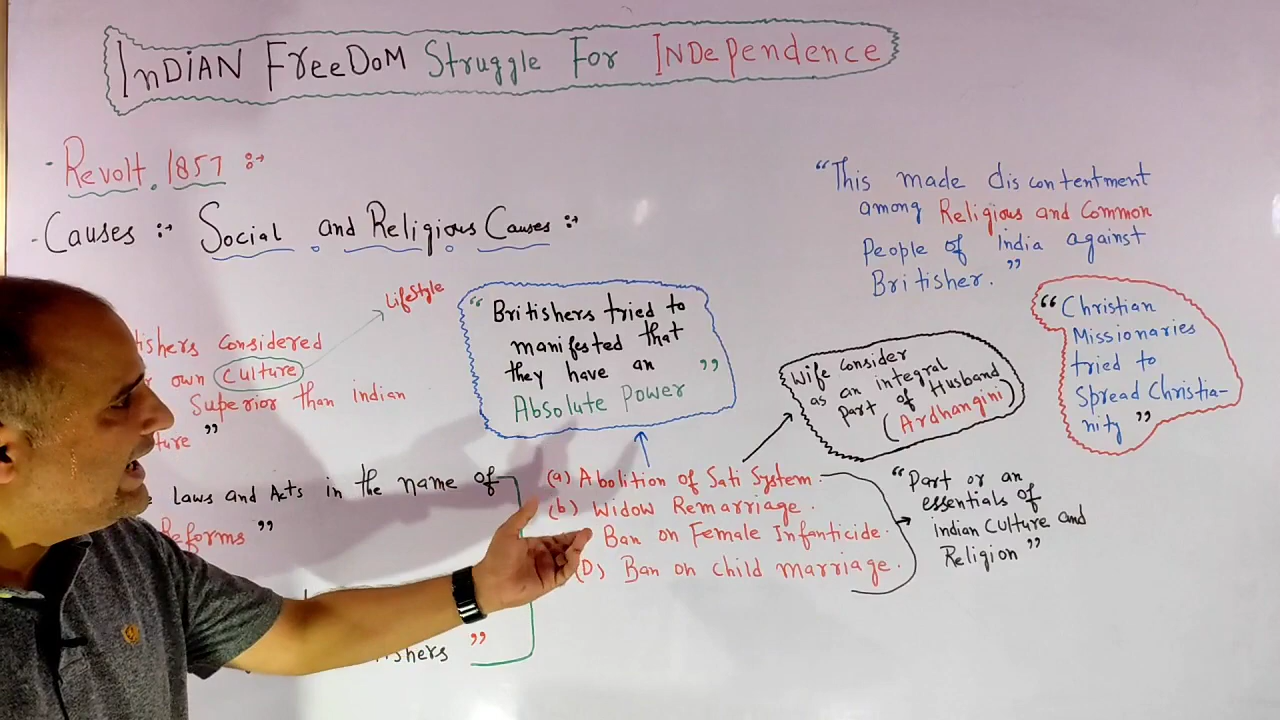 INDIAN FreeDOM Struggle For INDependence
- Revolt. 1857 ::→
- Causes ::→ Social and Religious Causes ::→
LifeStyle
considered
own culture
Superior than indian
”
Laws and Acts in the name of
”
”
“Britishers tried to
manifested that
they have an ”
Absolute Power
(a) Abolition of Sati System.
(b) Widow Remarriage.
Ban on Female Infanticide.
(D) Ban on child marriage.
Wife consider
as an integral
part of Husband
(Ardhangini)
“Part or an
essentials of
indian Culture and
Religion”
“This made discontentment
among Religious and Common
People of India against
Britisher.”
“Christian
Missionaries
tried to
Spread Christia-
nity”